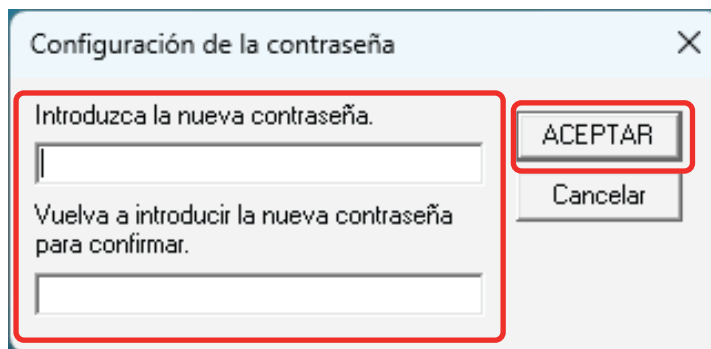 Configuración de la contraseña
Introduzca la nueva contraseña.
ACEPTAR
Cancelar
Vuelva a introducir la nueva contraseña
para confirmar.